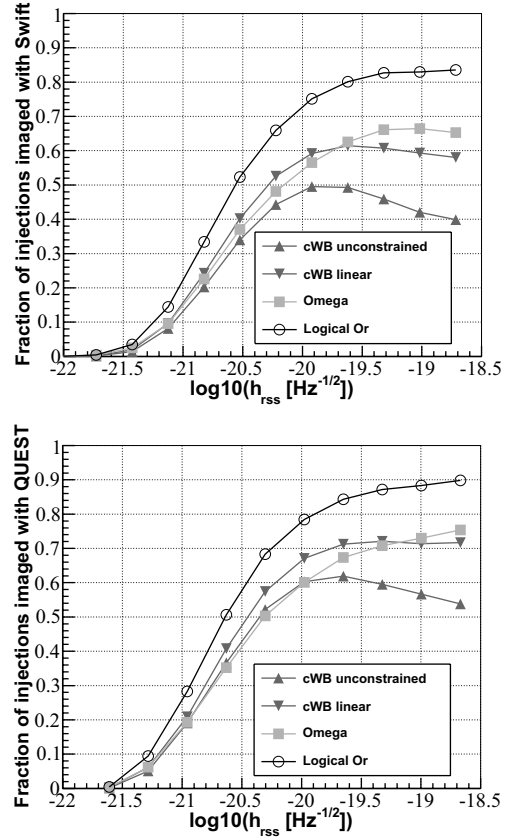 Fraction of injections imaged with Swift
1
0.9
0.8
0.7
0.6
0.5
0.4
0.3
0.2
0.1
0
cWB unconstrained
cWB linear
Omega
Logical Or
-22 -21.5 -21 -20.5 -20 -19.5 -19 -18.5
log10(h_rss [Hz^-1/2])
Fraction of injections imaged with QUEST
1
0.9
0.8
0.7
0.6
0.5
0.4
0.3
0.2
0.1
0
cWB unconstrained
cWB linear
Omega
Logical Or
-22 -21.5 -21 -20.5 -20 -19.5 -19 -18.5
log10(h_rss [Hz^-1/2])